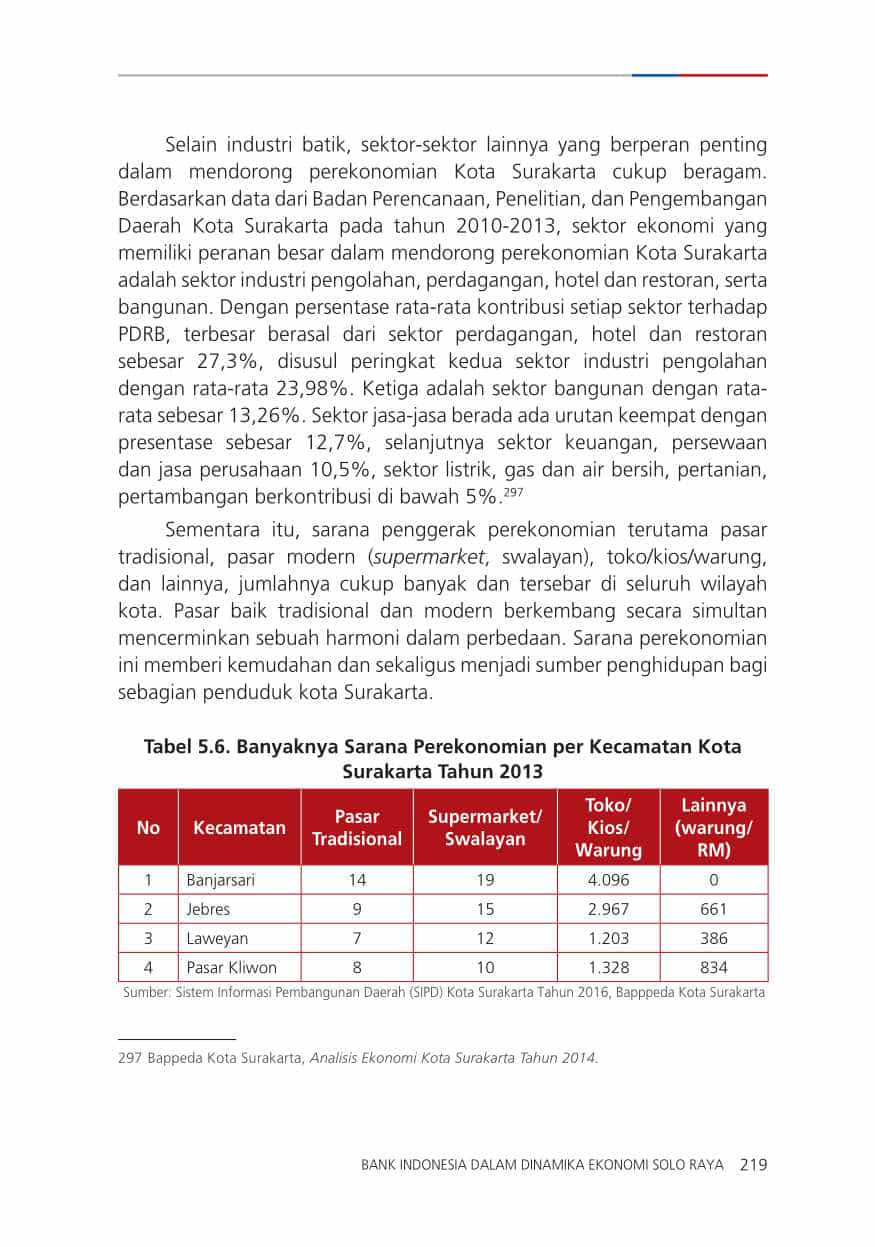 Selain industri batik, sektor-sektor lainnya yang berperan penting
dalam mendorong perekonomian Kota Surakarta cukup beragam.
Berdasarkan data dari Badan Perencanaan, Penelitian, dan Pengembangan
Daerah Kota Surakarta pada tahun 2010-2013, sektor ekonomi yang
memiliki peranan besar dalam mendorong perekonomian Kota Surakarta
adalah sektor industri pengolahan, perdagangan, hotel dan restoran, serta
bangunan. Dengan persentase rata-rata kontribusi setiap sektor terhadap
PDRB, terbesar berasal dari sektor perdagangan, hotel dan restoran
sebesar 27,3%, disusul peringkat kedua sektor industri pengolahan
dengan rata-rata 23,98%. Ketiga adalah sektor bangunan dengan rata-
rata sebesar 13,26%. Sektor jasa-jasa berada ada urutan keempat dengan
presentase sebesar 12,7%, selanjutnya sektor keuangan, persewaan
dan jasa perusahaan 10,5%, sektor listrik, gas dan air bersih, pertanian,
pertambangan berkontribusi di bawah 5%.297
Sementara itu, sarana penggerak perekonomian terutama pasar
tradisional, pasar modern (supermarket, swalayan), toko/kios/warung,
dan lainnya, jumlahnya cukup banyak dan tersebar di seluruh wilayah
kota. Pasar baik tradisional dan modern berkembang secara simultan
mencerminkan sebuah harmoni dalam perbedaan. Sarana perekonomian
ini memberi kemudahan dan sekaligus menjadi sumber penghidupan bagi
sebagian penduduk kota Surakarta.
Tabel 5.6. Banyaknya Sarana Perekonomian per Kecamatan Kota
Surakarta Tahun 2013
No Kecamatan Pasar Tradisional Supermarket/ Swalayan Toko/ Kios/ Warung Lainnya (warung/ RM)
1 Banjarsari 14 19 4.096 0
2 Jebres 9 15 2.967 661
3 Laweyan 7 12 1.203 386
4 Pasar Kliwon 8 10 1.328 834
Sumber: Sistem Informasi Pembangunan Daerah (SIPD) Kota Surakarta Tahun 2016, Bapppeda Kota Surakarta
297 Bappeda Kota Surakarta, Analisis Ekonomi Kota Surakarta Tahun 2014.
BANK INDONESIA DALAM DINAMIKA EKONOMI SOLO RAYA 219